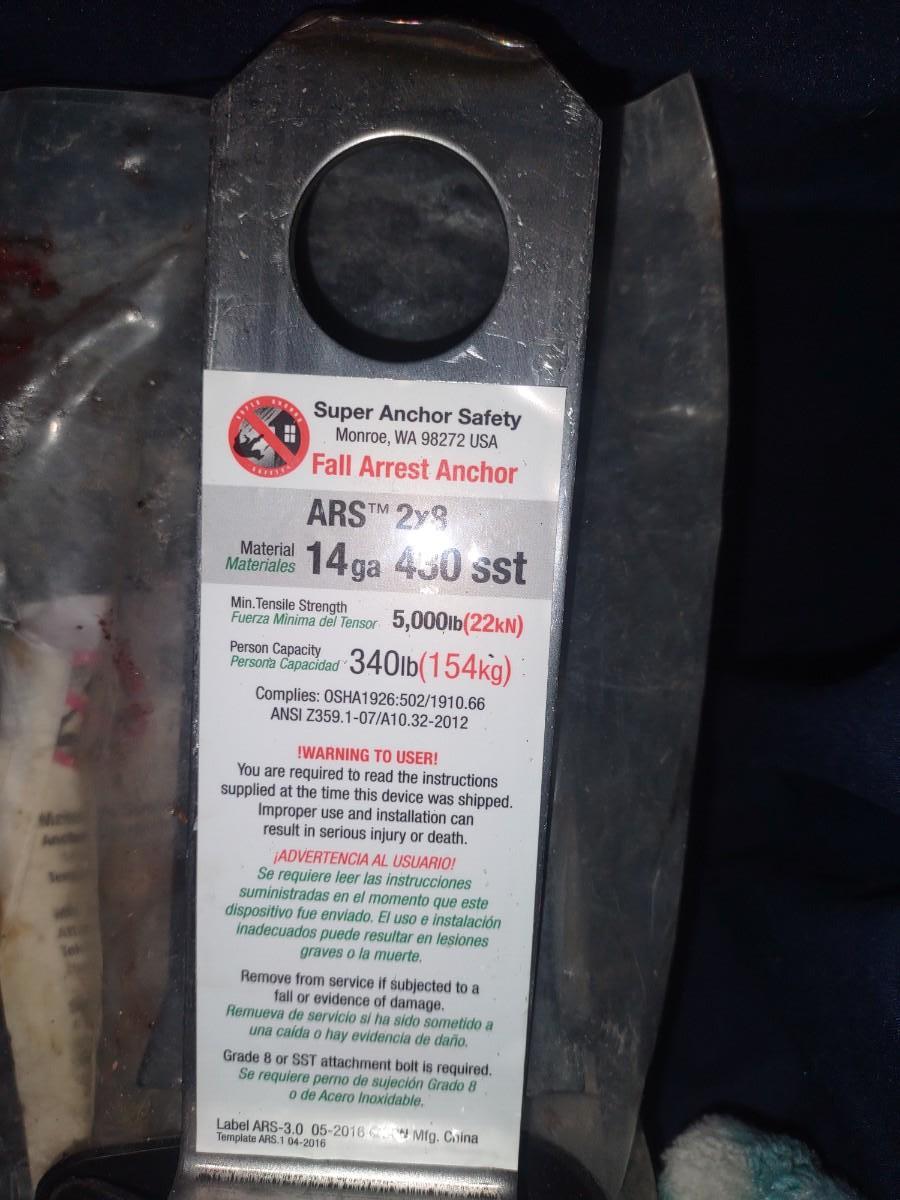 SUPER ANCHOR
SAFETY
Super Anchor Safety
Monroe, WA 98272 USA
Fall Arrest Anchor
ARS™ 2x8
Material
Materiales
14ga 430 sst
Min.Tensile Strength
Fuerza Minima del Tensor
5,000lb(22kN)
Person Capacity
Persona Capacidad
340lb(154kg)
Complies: OSHA1926:502/1910.66
ANSI Z359.1-07/A10.32-2012
!WARNING TO USER!
You are required to read the instructions
supplied at the time this device was shipped.
Improper use and installation can
result in serious injury or death.
¡ADVERTENCIA AL USUARIO!
Se requiere leer las instrucciones
suministradas en el momento que este
dispositivo fue enviado. El uso e instalación
inadecuados puede resultar en lesiones
graves o la muerte.
Remove from service if subjected to a
fall or evidence of damage.
Remueva de servicio si ha sido sometido a
una caída o hay evidencia de daño.
Grade 8 or SST attachment bolt is required.
Se requiere perno de sujeción Grado 8
o de Acero Inoxidable.
Label ARS-3.0 05-2016 Mfg. China
Template ARS.1 04-2016